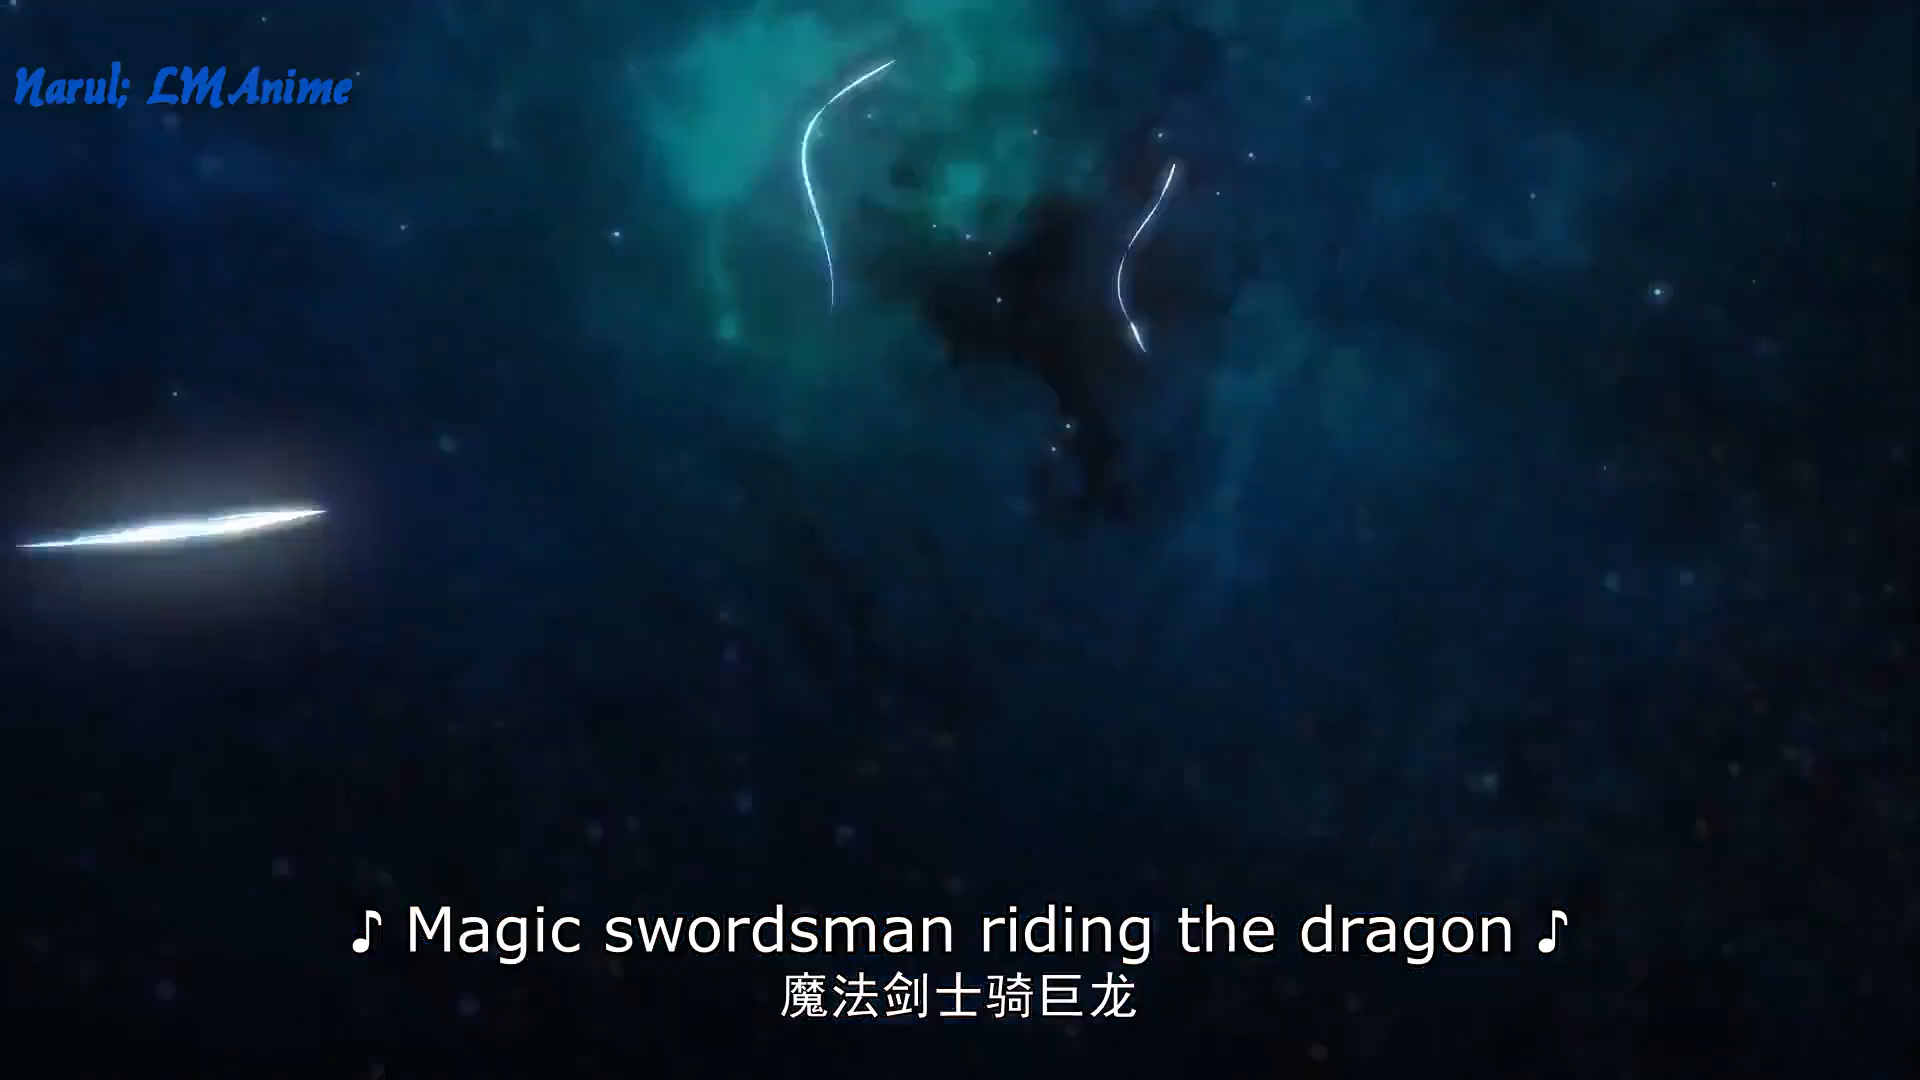 Narul; LMAnime
♪ Magic swordsman riding the dragon ♪
魔法剑士骑巨龙